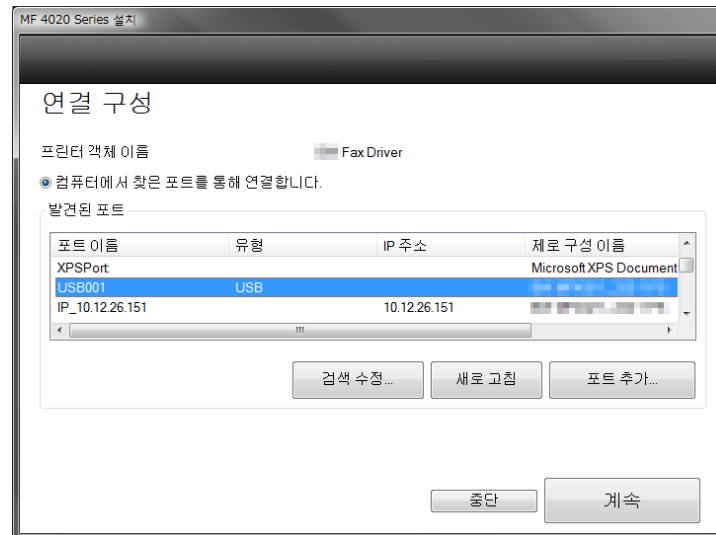 MF 4020 Series 설치
연결 구성
프린터 객체 이름 Fax Driver
컴퓨터에서 찾은 포트를 통해 연결합니다.
발견된 포트
포트 이름 유형 IP 주소 제로 구성 이름
XPSPort: Microsoft XPS Document
USB001 USB
IP_10.12.26.151 10.12.26.151
검색 수정... 새로 고침 포트 추가...
중단 계속